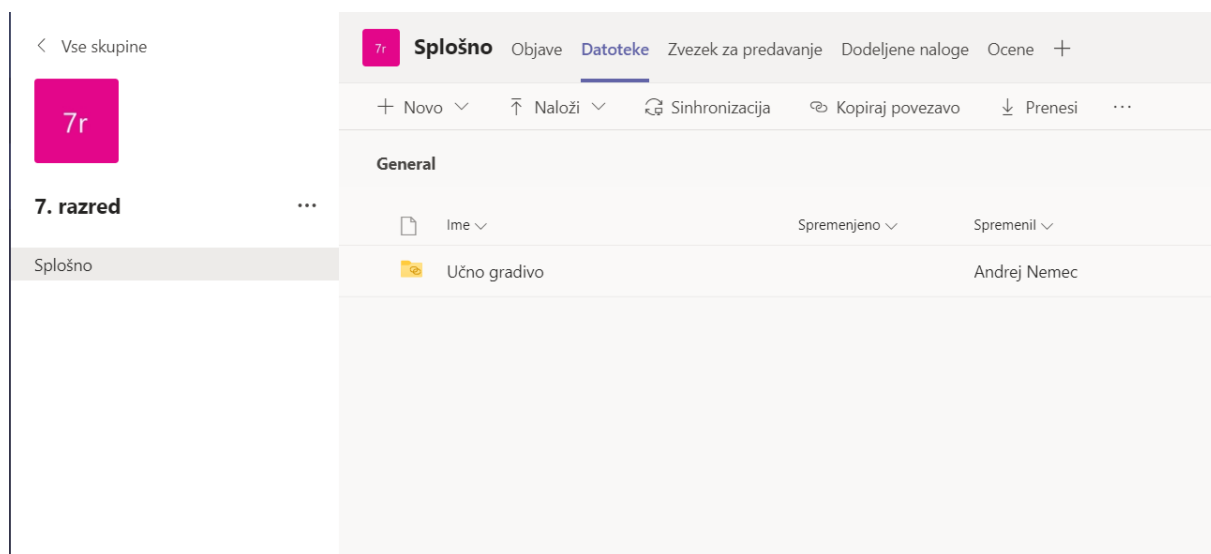 Vse skupine
7r
7. razred
Splošno
7r Splošno Objave Datoteke Zvezek za predavanje Dodeljene naloge Ocene
Novo Naloži Sinhronizacija Kopiraj povezavo Prenesi ...
General
Ime Spremenjeno Spremenil
Učno gradivo Andrej Nemec